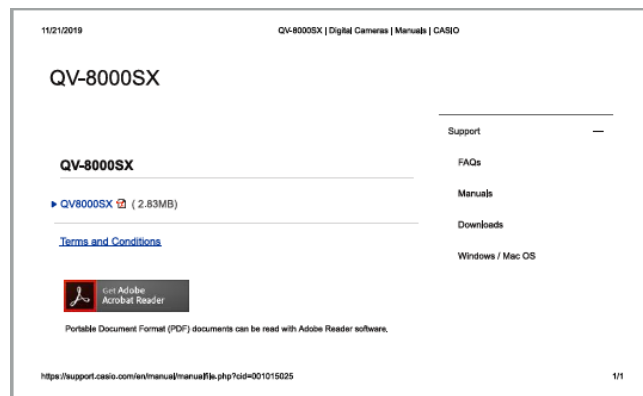 11/21/2019 QV-8000SX | Digital Cameras | Manuals | CASIO
QV-8000SX
Support —
QV-8000SX
FAQs
QV8000SX ( 2.83MB)
Manuals
Downloads
Terms and Conditions
Windows / Mac OS
Get Adobe
Acrobat Reader
Portable Document Format (PDF) documents can be read with Adobe Reader software.
https://support.casio.com/en/manual/manualfile.php?cid=001015025 1/1